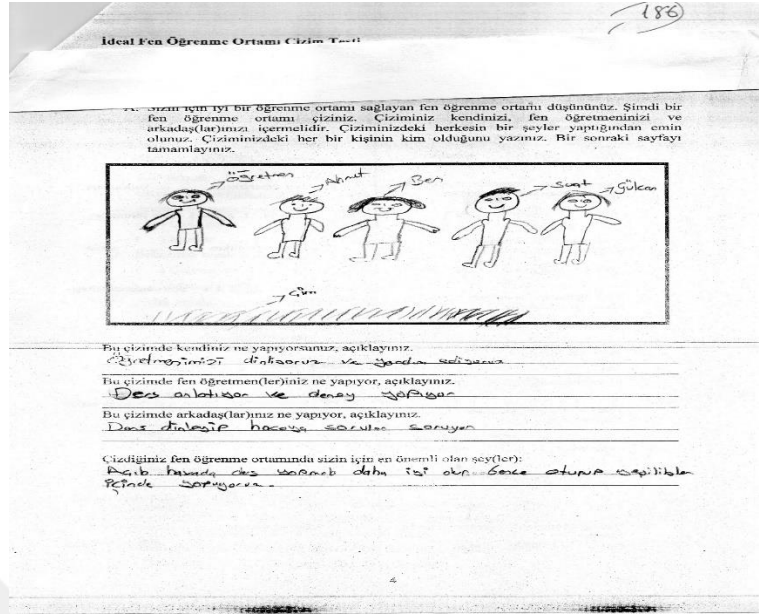 186
İdeal Fen Öğrenme Ortamı Çizim Testi
A. Sizin için iyi bir öğrenme ortamı sağlayan fen öğrenme ortamı düşününüz. Şimdi bir
fen öğrenme ortamı çiziniz. Çiziminiz kendinizi, fen öğretmeninizi ve
arkadaş(lar)ınızı içermelidir. Çiziminizdeki herkesin bir şeyler yaptığından emin
olunuz. Çiziminizdeki her bir kişinin kim olduğunu yazınız. Bir sonraki sayfayı
tamamlayınız.
öğretmen Ahmet Ben Suat Gülcan
Çim
Bu çizimde kendiniz ne yapıyorsunuz, açıklayınız.
Öğretmenimizi dinliyoruz ve yardım ediyoruz
Bu çizimde fen öğretmen(ler)iniz ne yapıyor, açıklayınız.
Ders anlatıyor ve deney yapıyor
Bu çizimde arkadaş(lar)ınız ne yapıyor, açıklayınız.
Ders dinleyip hocaya sorular soruyor
Çizdiğiniz fen öğrenme ortamında sizin için en önemli olan şey(ler):
Açık havada ders yapmak daha iyi olur oturup yeşillikler
içinde yapıyoruz.
4